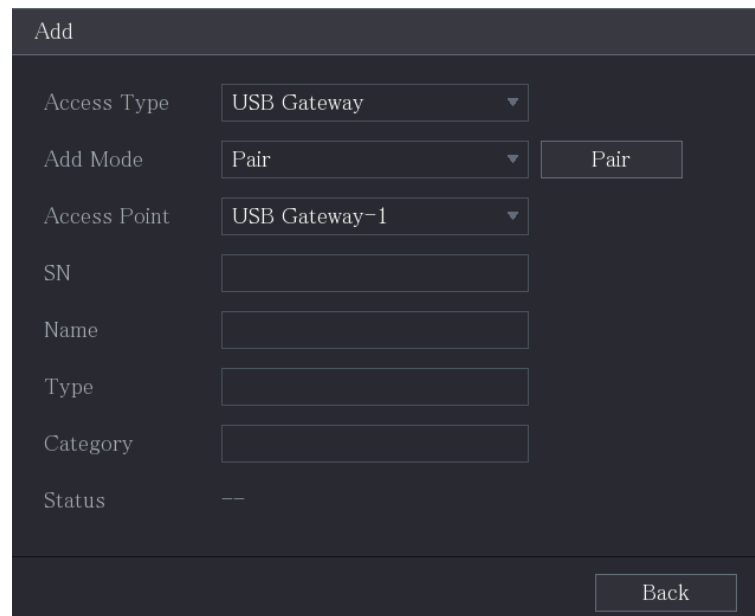 Add
Access Type USB Gateway
Add Mode Pair Pair
Access Point USB Gateway-1
SN
Name
Type
Category
Status --
Back